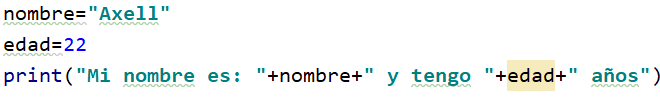 nombre="Axell"
edad=22
print("Mi nombre es: "+nombre+" y tengo "+edad+" años")